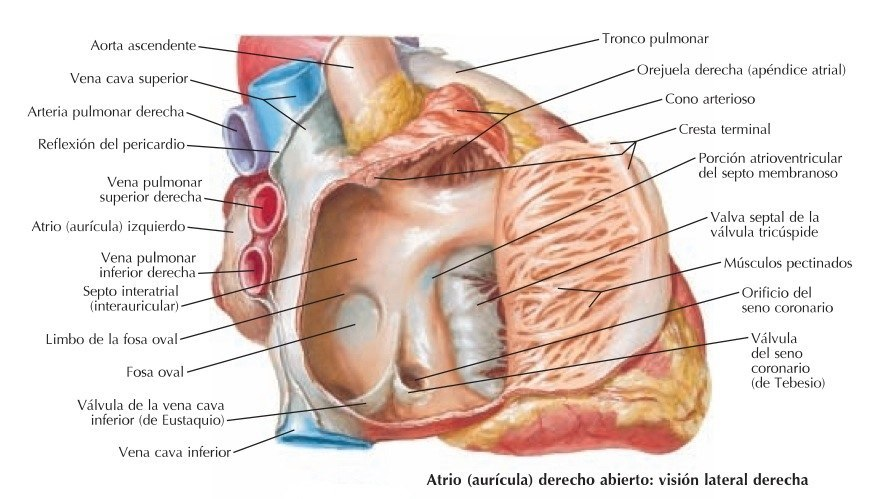 Aorta ascendente
Vena cava superior
Arteria pulmonar derecha
Reflexión del pericardio
Vena pulmonar
superior derecha
Atrio (aurícula) izquierdo
Vena pulmonar
inferior derecha
Septo interatrial
(interauricular)
Limbo de la fosa oval
Fosa oval
Válvula de la vena cava
inferior (de Eustaquio)
Vena cava inferior
Tronco pulmonar
Orejuela derecha (apéndice atrial)
Cono arterioso
Cresta terminal
Porción atrioventricular
del septo membranoso
Valva septal de la
válvula tricúspide
Músculos pectinados
Orificio del
seno coronario
Válvula
del seno
coronario
(de Tebesio)
Atrio (aurícula) derecho abierto: visión lateral derecha